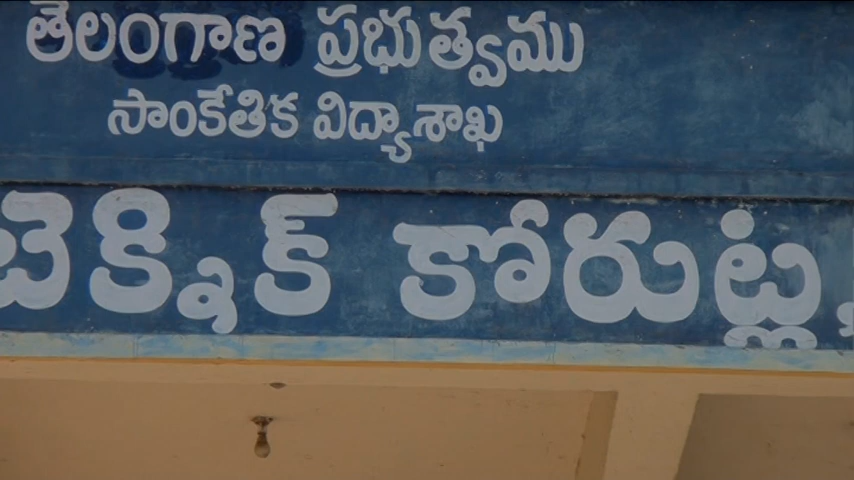 తెలంగాణ ప్రభుత్వము
సాంకేతిక విద్యాశాఖ
టెక్నిక్ కోరుట్ల,